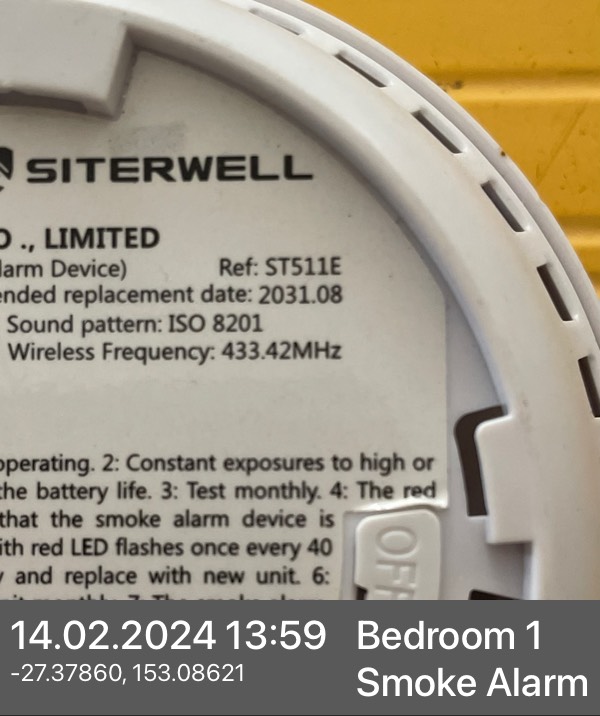 SITERWELL
., LIMITED
Device) Ref: ST511E
replacement date: 2031.08
Sound pattern: ISO 8201
Wireless Frequency: 433.42MHz
operating. 2: Constant exposures to high or
the battery life. 3: Test monthly. 4: The red
that the smoke alarm device is
red LED flashes once every 40
and replace with new unit. 6:
OFF
14.02.2024 13:59
-27.37860, 153.08621
Bedroom 1
Smoke Alarm